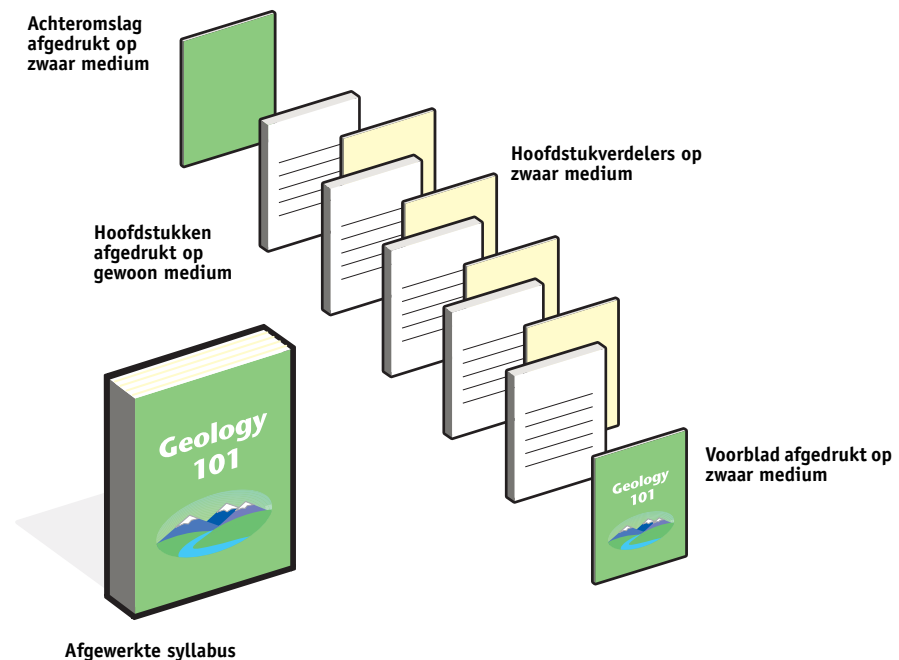 Achteromslag
afgedrukt op
zwaar medium
Hoofdstukverdelers op
zwaar medium
Hoofdstukken
afgedrukt op
gewoon medium
Geology
101
Voorblad afgedrukt op
zwaar medium
Geology
101
Afgewerkte syllabus